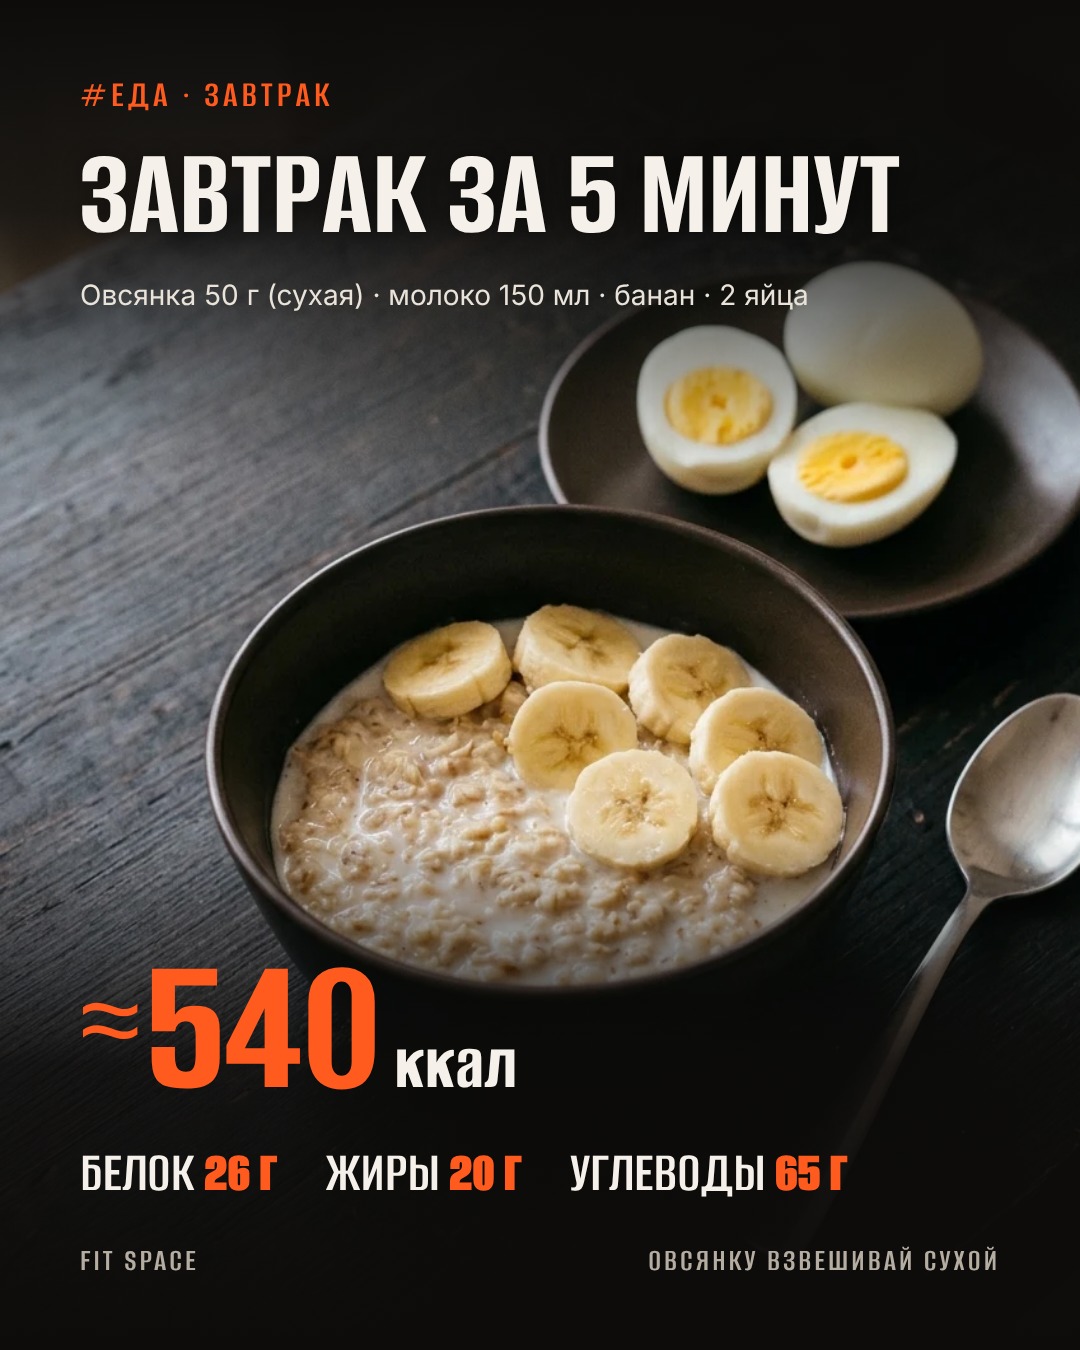 #ЕДА · ЗАВТРАК
ЗАВТРАК ЗА 5 МИНУТ
Овсянка 50 г (сухая) · молоко 150 мл · банан · 2 яйца
≈540 ккал
БЕЛОК 26 Г ЖИРЫ 20 Г УГЛЕВОДЫ 65 Г
FIT SPACE ОВСЯНКУ ВЗВЕШИВАЙ СУХОЙ